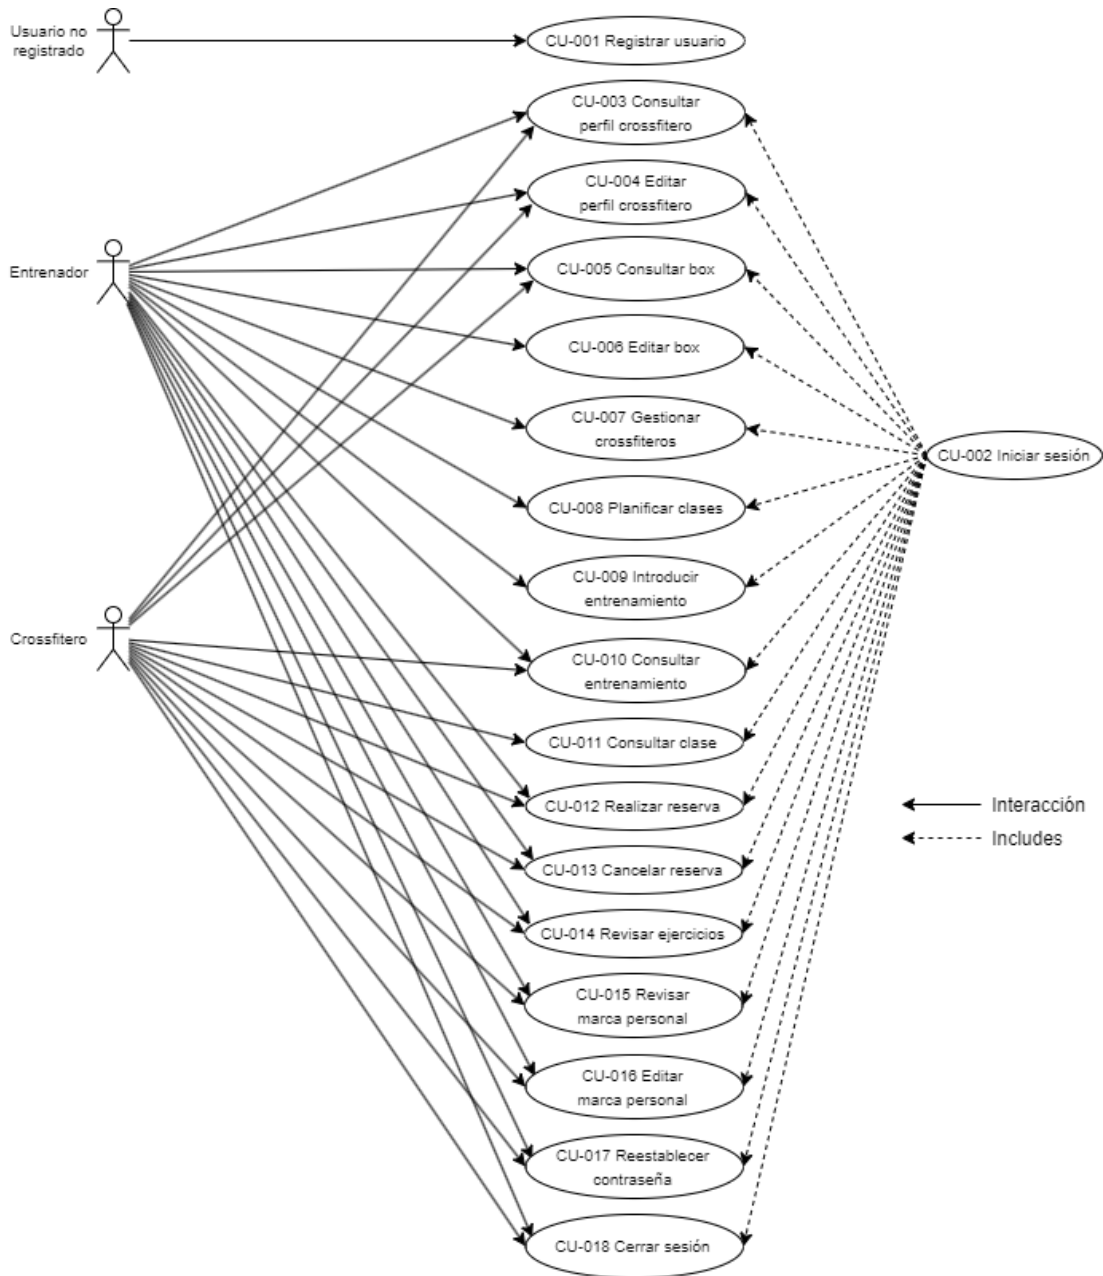 Usuario no
registrado
CU-001 Registrar usuario
CU-003 Consultar
perfil crossfitero
CU-004 Editar
perfil crossfitero
Entrenador
CU-005 Consultar box
CU-006 Editar box
CU-007 Gestionar
crossfiteros
CU-002 Iniciar sesión
CU-008 Planificar clases
CU-009 Introducir
entrenamiento
Crossfitero
CU-010 Consultar
entrenamiento
CU-011 Consultar clase
CU-012 Realizar reserva
Interacción
Includes
CU-013 Cancelar reserva
CU-014 Revisar ejercicios
CU-015 Revisar
marca personal
CU-016 Editar
marca personal
CU-017 Reestablecer
contraseña
CU-018 Cerrar sesión